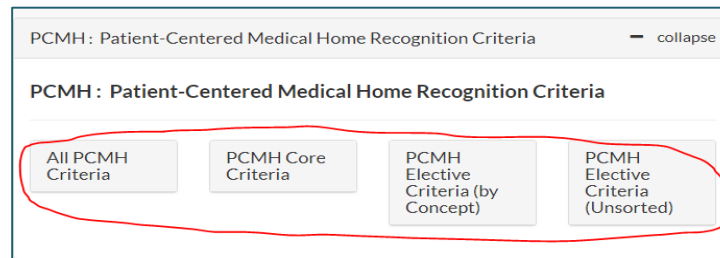 PCMH : Patient-Centered Medical Home Recognition Criteria
− collapse
PCMH : Patient-Centered Medical Home Recognition Criteria
All PCMH
Criteria
PCMH Core
Criteria
PCMH
Elective
Criteria (by
Concept)
PCMH
Elective
Criteria
(Unsorted)